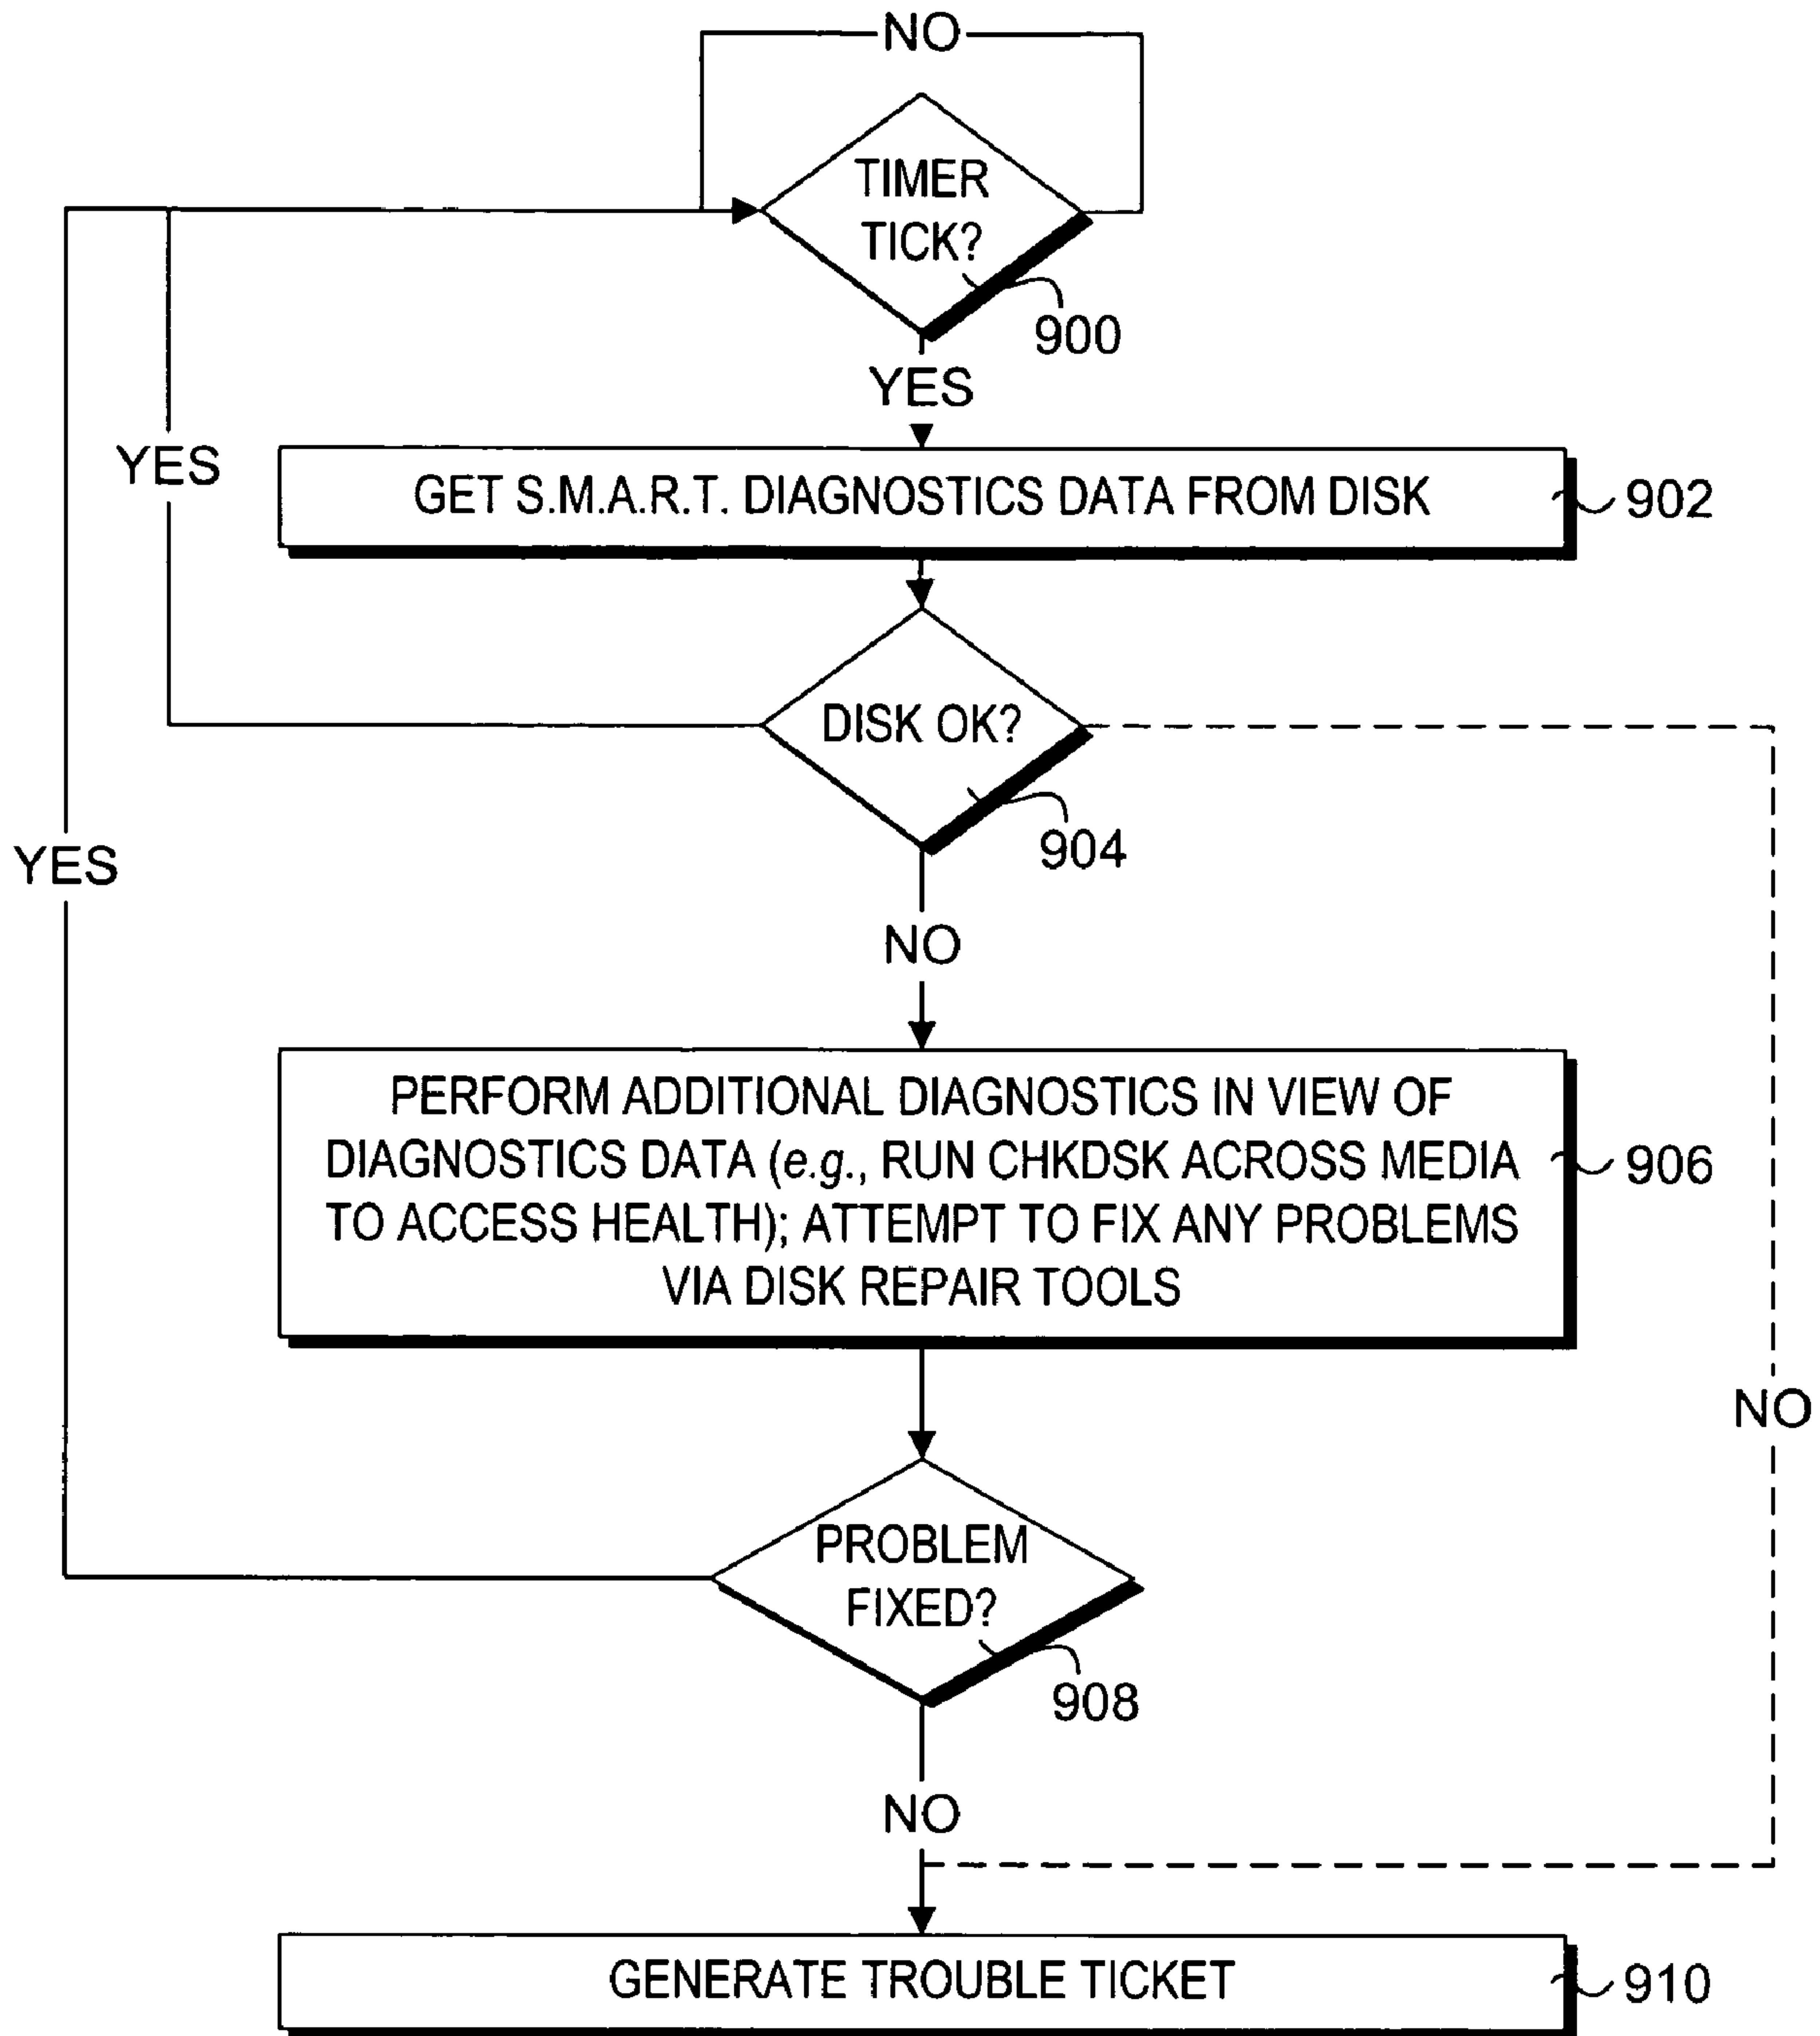 NO
TIMER
TICK?
900
YES
YES
GET S.M.A.R.T. DIAGNOSTICS DATA FROM DISK
902
DISK OK?
904
YES
NO
PERFORM ADDITIONAL DIAGNOSTICS IN VIEW OF
DIAGNOSTICS DATA (e.g., RUN CHKDSK ACROSS MEDIA
TO ACCESS HEALTH); ATTEMPT TO FIX ANY PROBLEMS
VIA DISK REPAIR TOOLS
906
NO
PROBLEM
FIXED?
908
NO
GENERATE TROUBLE TICKET
910